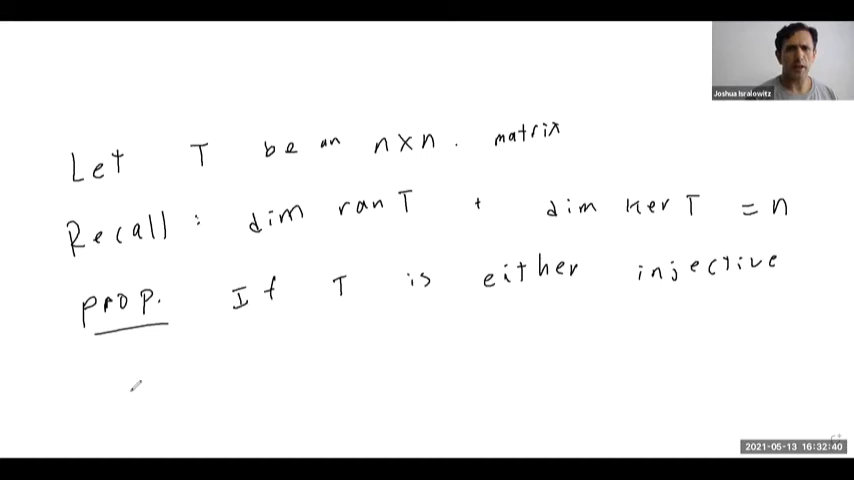 Joshua Isralowitz
Let T be an n×n. matrix
Recall: dim ran T + dim ker T = n
prop. If T is either injective
2021-05-13 16:32:40